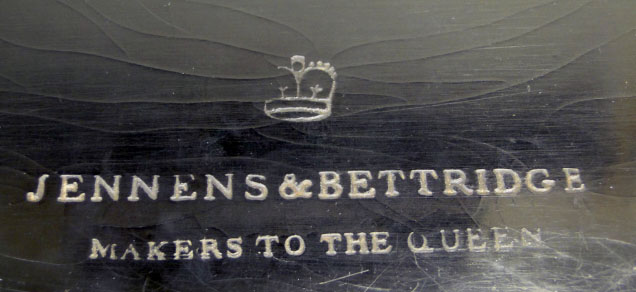 JENNENS & BETTRIDGE
MAKERS TO THE QUEEN